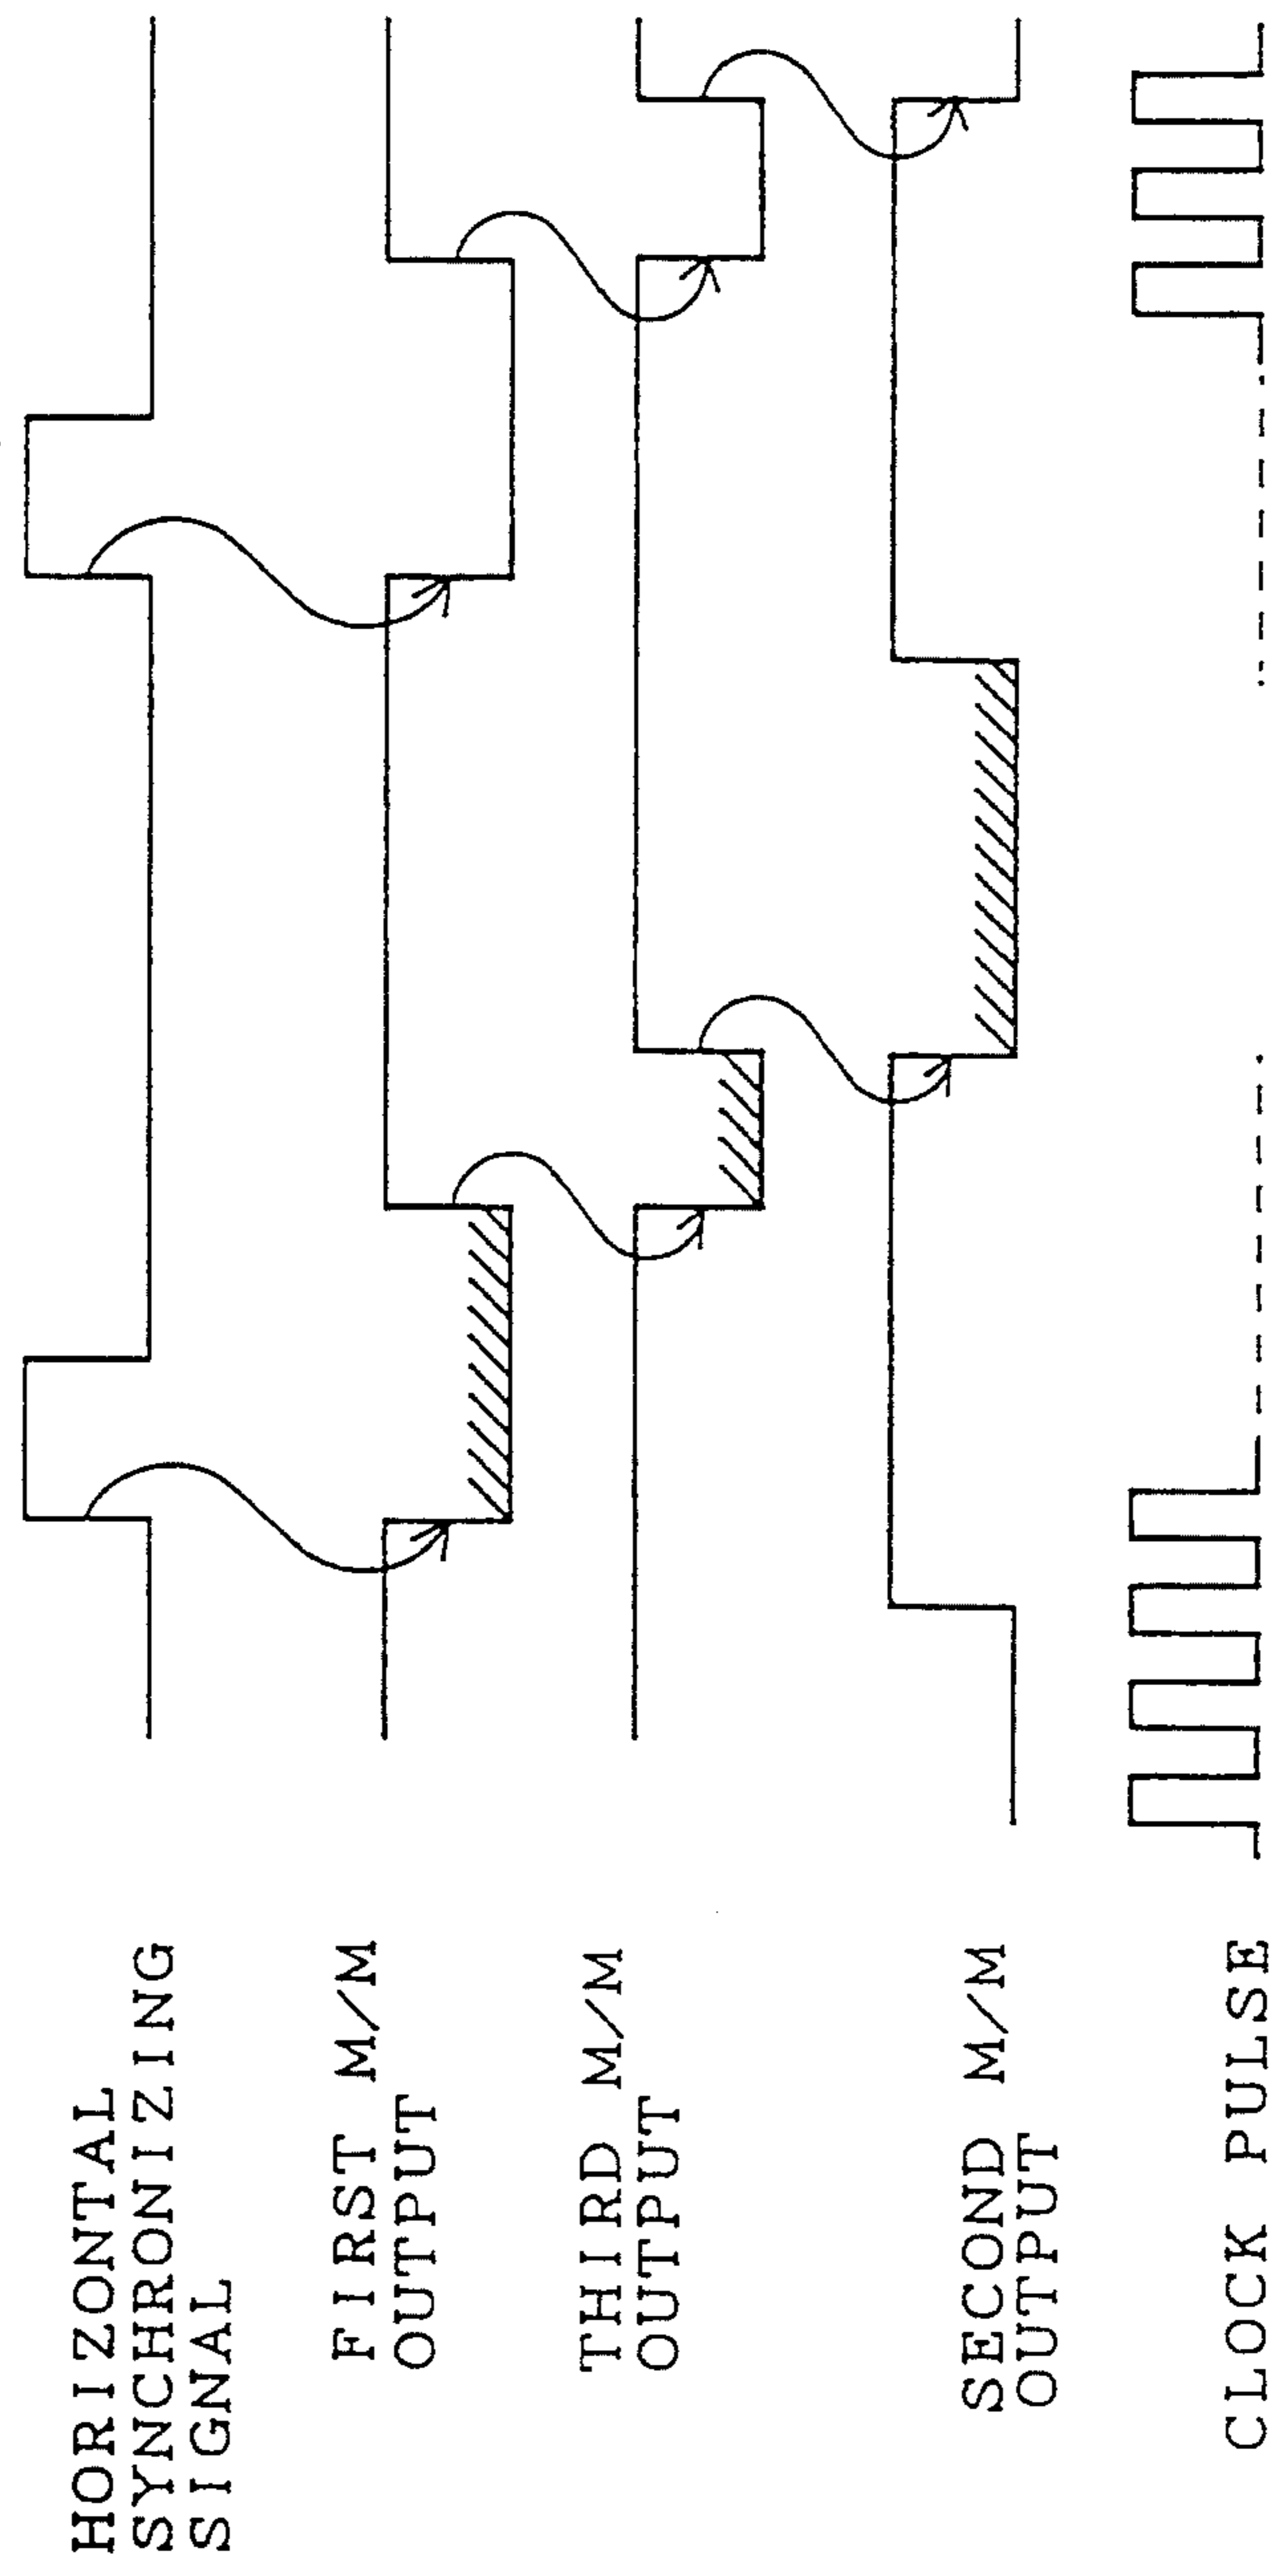 HORIZONTAL
SYNCHRONIZING
SIGNAL
FIRST M/M
OUTPUT
THIRD M/M
OUTPUT
SECOND M/M
OUTPUT
CLOCK PULSE